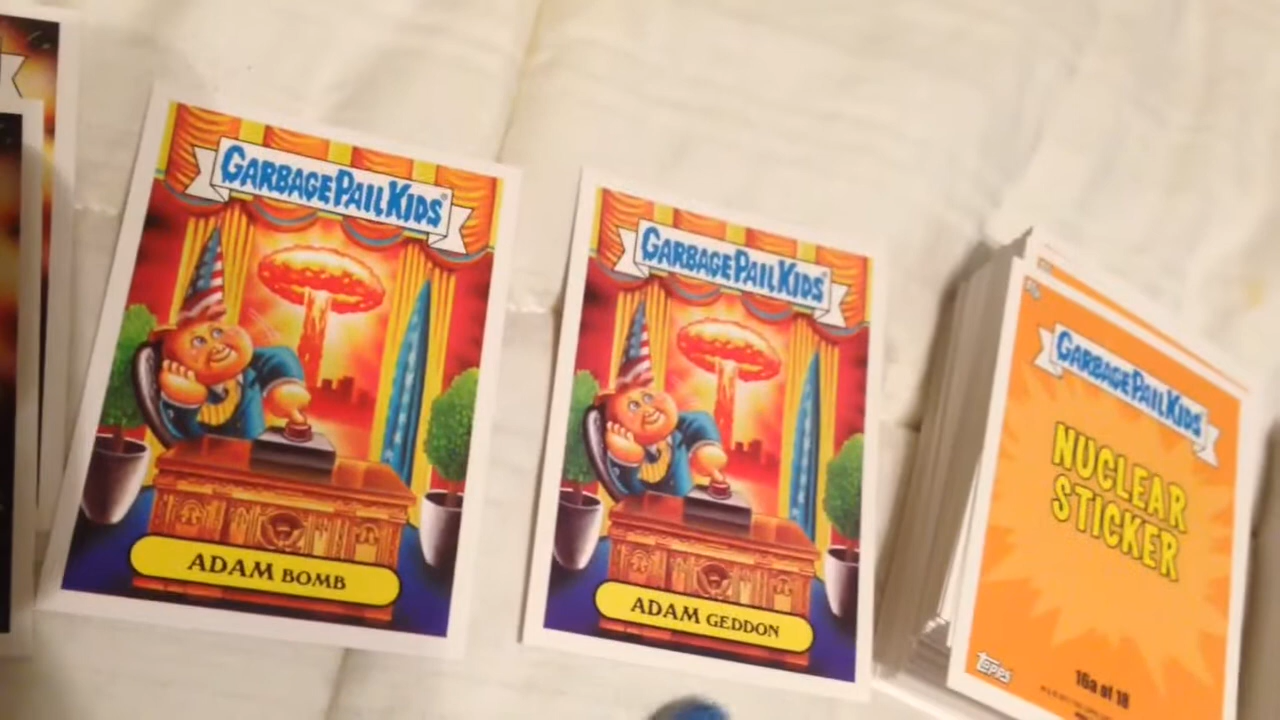 GARBAGE PAIL KIDS
ADAM BOMB
GARBAGE PAIL KIDS
ADAM GEDDON
GARBAGE PAIL KIDS
NUCLEAR
STICKER
TOPPS
16a of 18